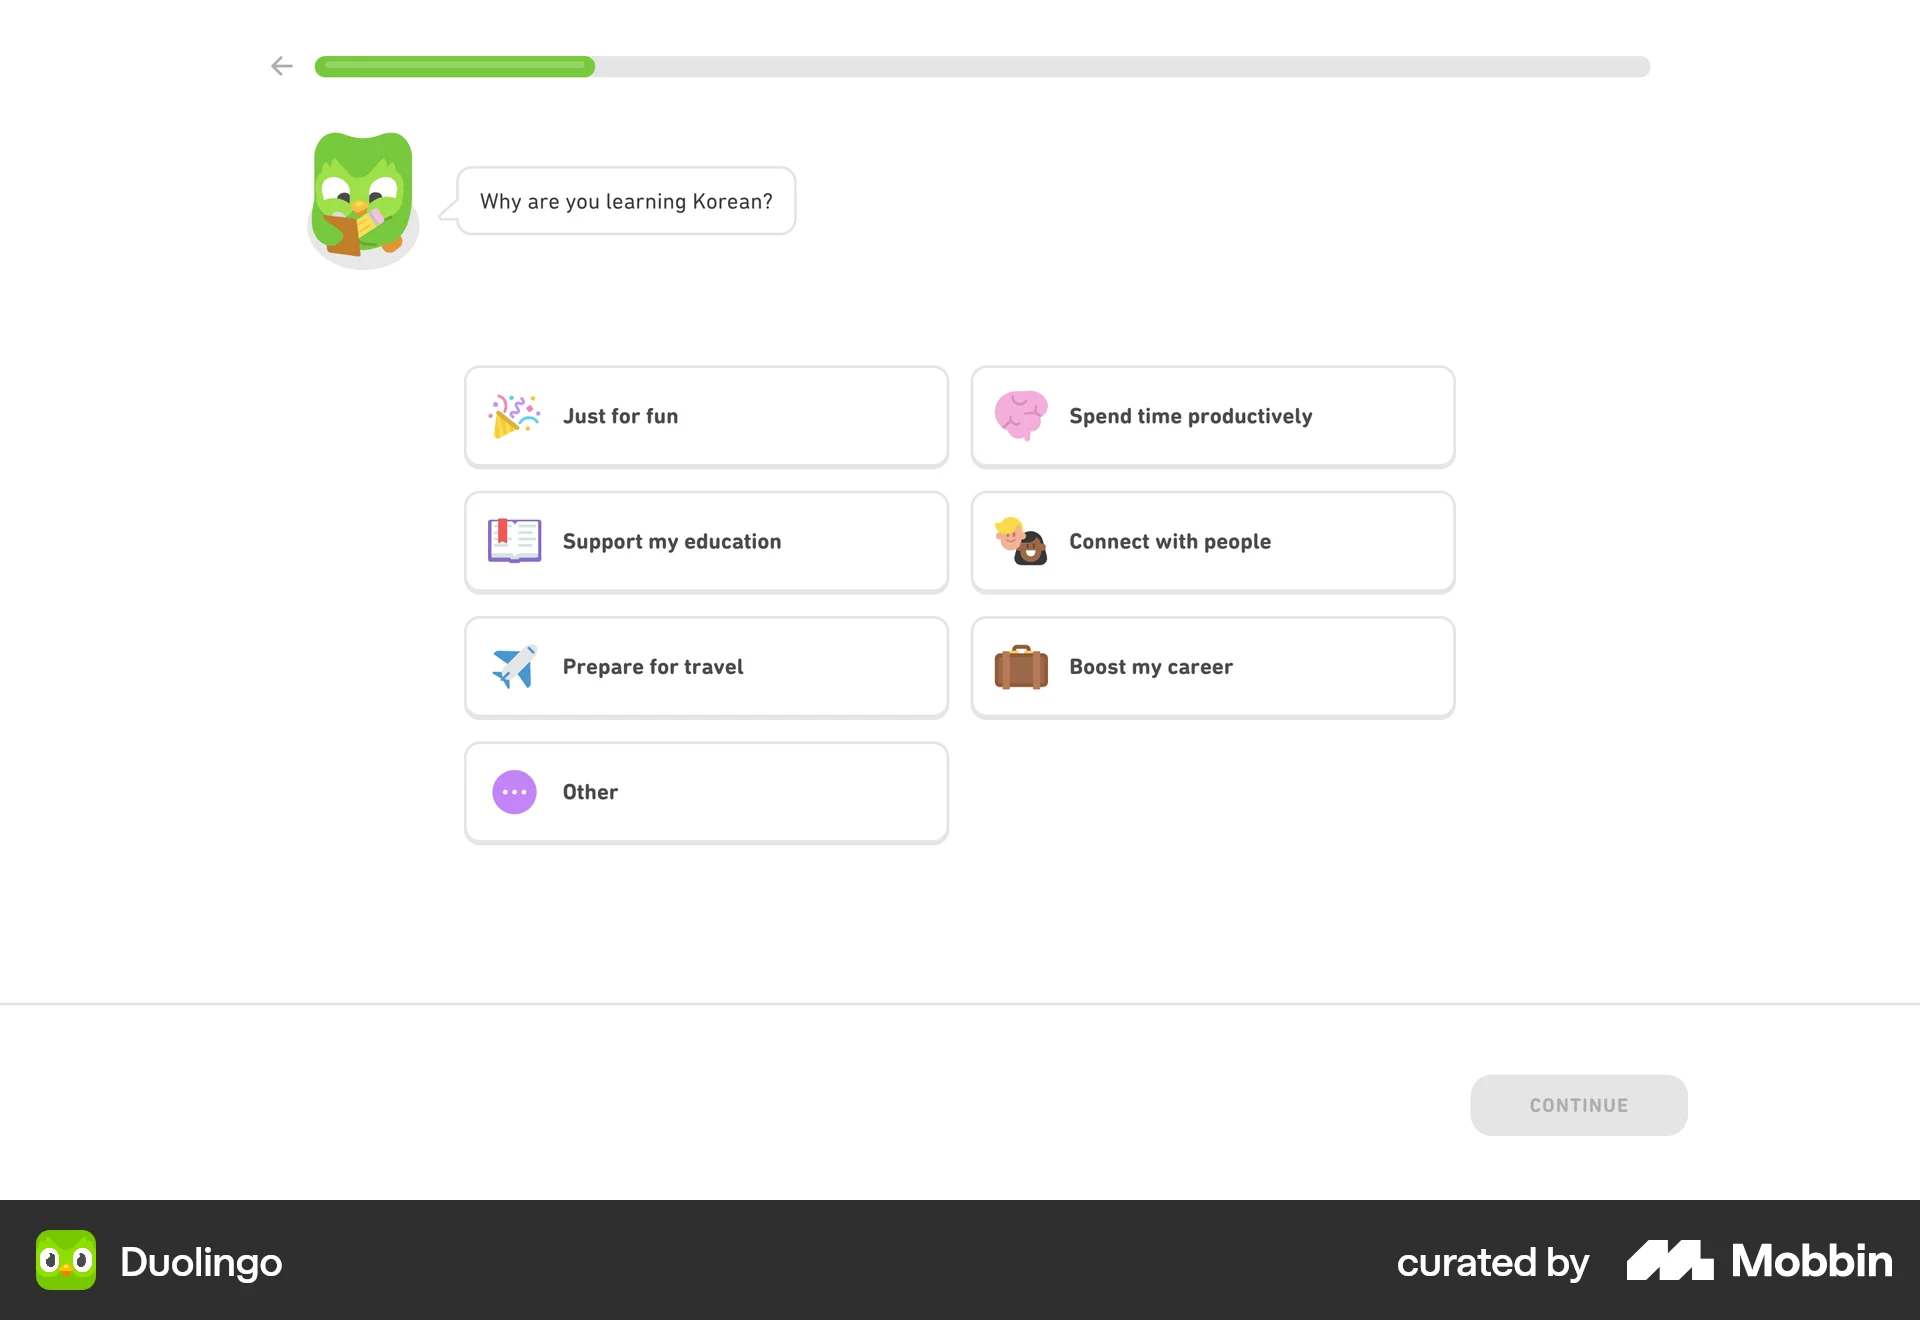 Why are you learning Korean?
Just for fun
Spend time productively
Support my education
Connect with people
Prepare for travel
Boost my career
Other
CONTINUE
Duolingo
curated by Mobbin